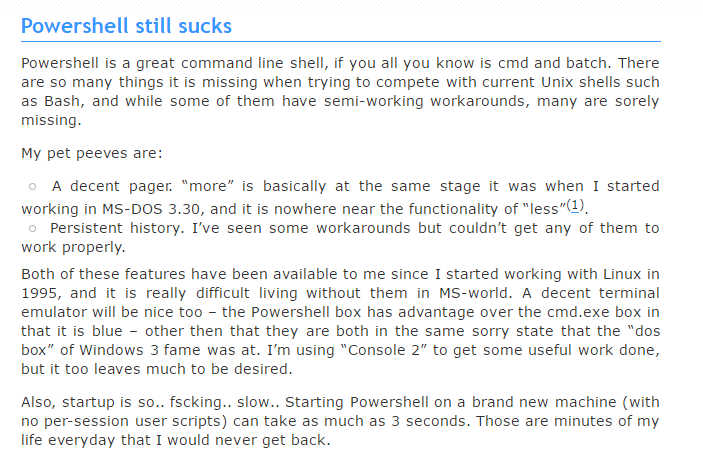 Powershell still sucks
Powershell is a great command line shell, if you all you know is cmd and batch. There
are so many things it is missing when trying to compete with current Unix shells such
as Bash, and while some of them have semi-working workarounds, many are sorely
missing.
My pet peeves are:
○ A decent pager. “more” is basically at the same stage it was when I started
working in MS-DOS 3.30, and it is nowhere near the functionality of “less”(1).
○ Persistent history. I’ve seen some workarounds but couldn’t get any of them to
work properly.
Both of these features have been available to me since I started working with Linux in
1995, and it is really difficult living without them in MS-world. A decent terminal
emulator will be nice too – the Powershell box has advantage over the cmd.exe box in
that it is blue – other then that they are both in the same sorry state that the “dos
box” of Windows 3 fame was at. I’m using “Console 2” to get some useful work done,
but it too leaves much to be desired.
Also, startup is so.. fscking.. slow.. Starting Powershell on a brand new machine (with
no per-session user scripts) can take as much as 3 seconds. Those are minutes of my
life everyday that I would never get back.